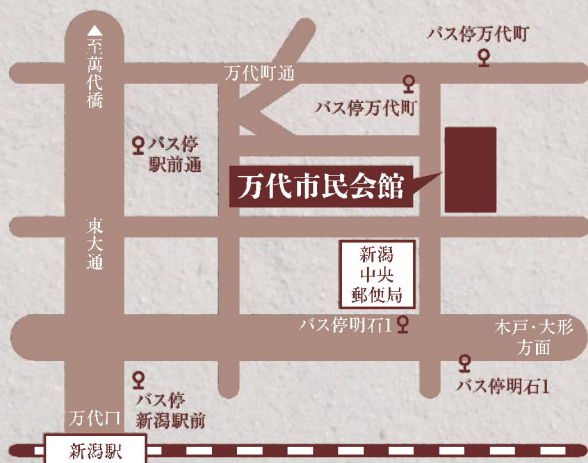 ▲至萬代橋
万代町通
バス停万代町
バス停万代町
バス停
駅前通
万代市民会館
東大通
新潟
中央
郵便局
バス停明石1
木戸・大形
方面
バス停明石1
バス停
新潟駅前
万代口
新潟駅